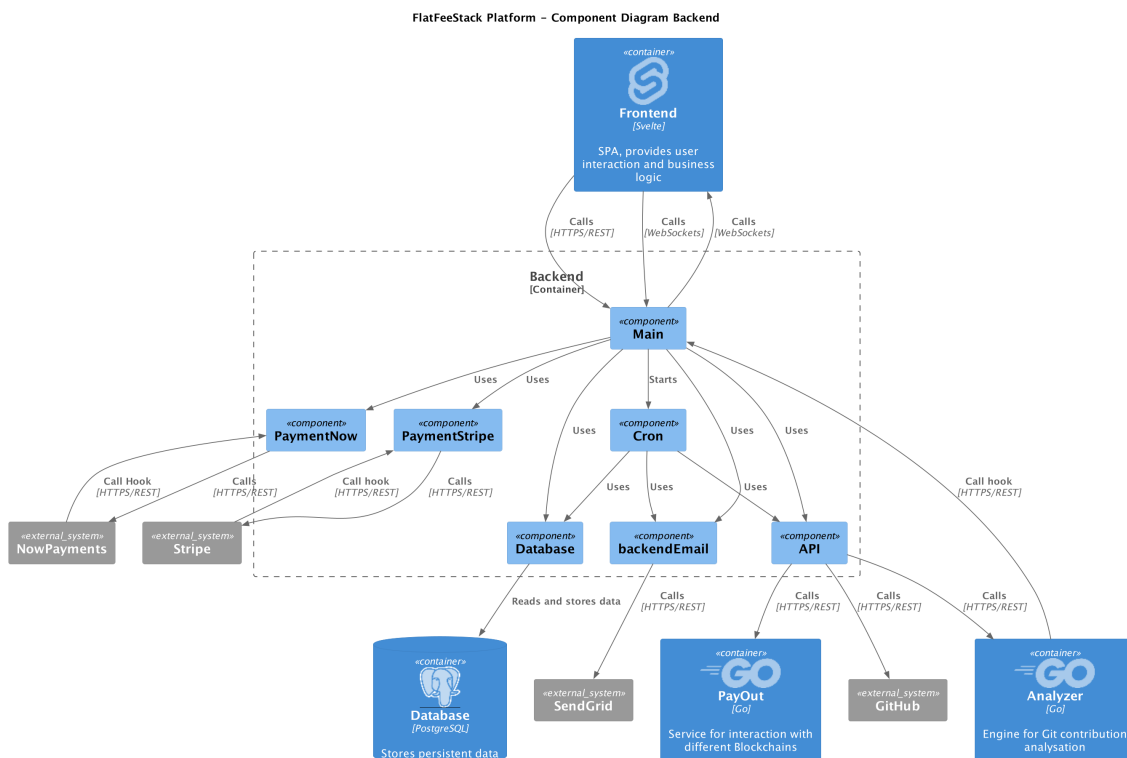 FlatFeeStack Platform - Component Diagram Backend
«container»
Frontend
[Svelte]
SPA, provides user
interaction and business
logic
Calls
[HTTPS/REST]
Calls
[WebSockets]
Calls
[WebSockets]
Backend
[Container]
«component»
Main
Uses
Uses
Starts
«component»
PaymentNow
«component»
PaymentStripe
Uses
«component»
Cron
Uses
Uses
Call Hook
[HTTPS/REST]
Calls
[HTTPS/REST]
Call hook
[HTTPS/REST]
Calls
[HTTPS/REST]
Uses
Uses
Uses
Call hook
[HTTPS/REST]
«external_system»
NowPayments
«external_system»
Stripe
«component»
Database
«component»
backendEmail
«component»
API
Reads and stores data
Calls
[HTTPS/REST]
Calls
[HTTPS/REST]
Calls
[HTTPS/REST]
Calls
[HTTPS/REST]
«container»
Database
[PostgreSQL]
Stores persistent data
«external_system»
SendGrid
«container»
GO
PayOut
[Go]
Service for interaction with
different Blockchains
«external_system»
GitHub
«container»
GO
Analyzer
[Go]
Engine for Git contribution
analysation